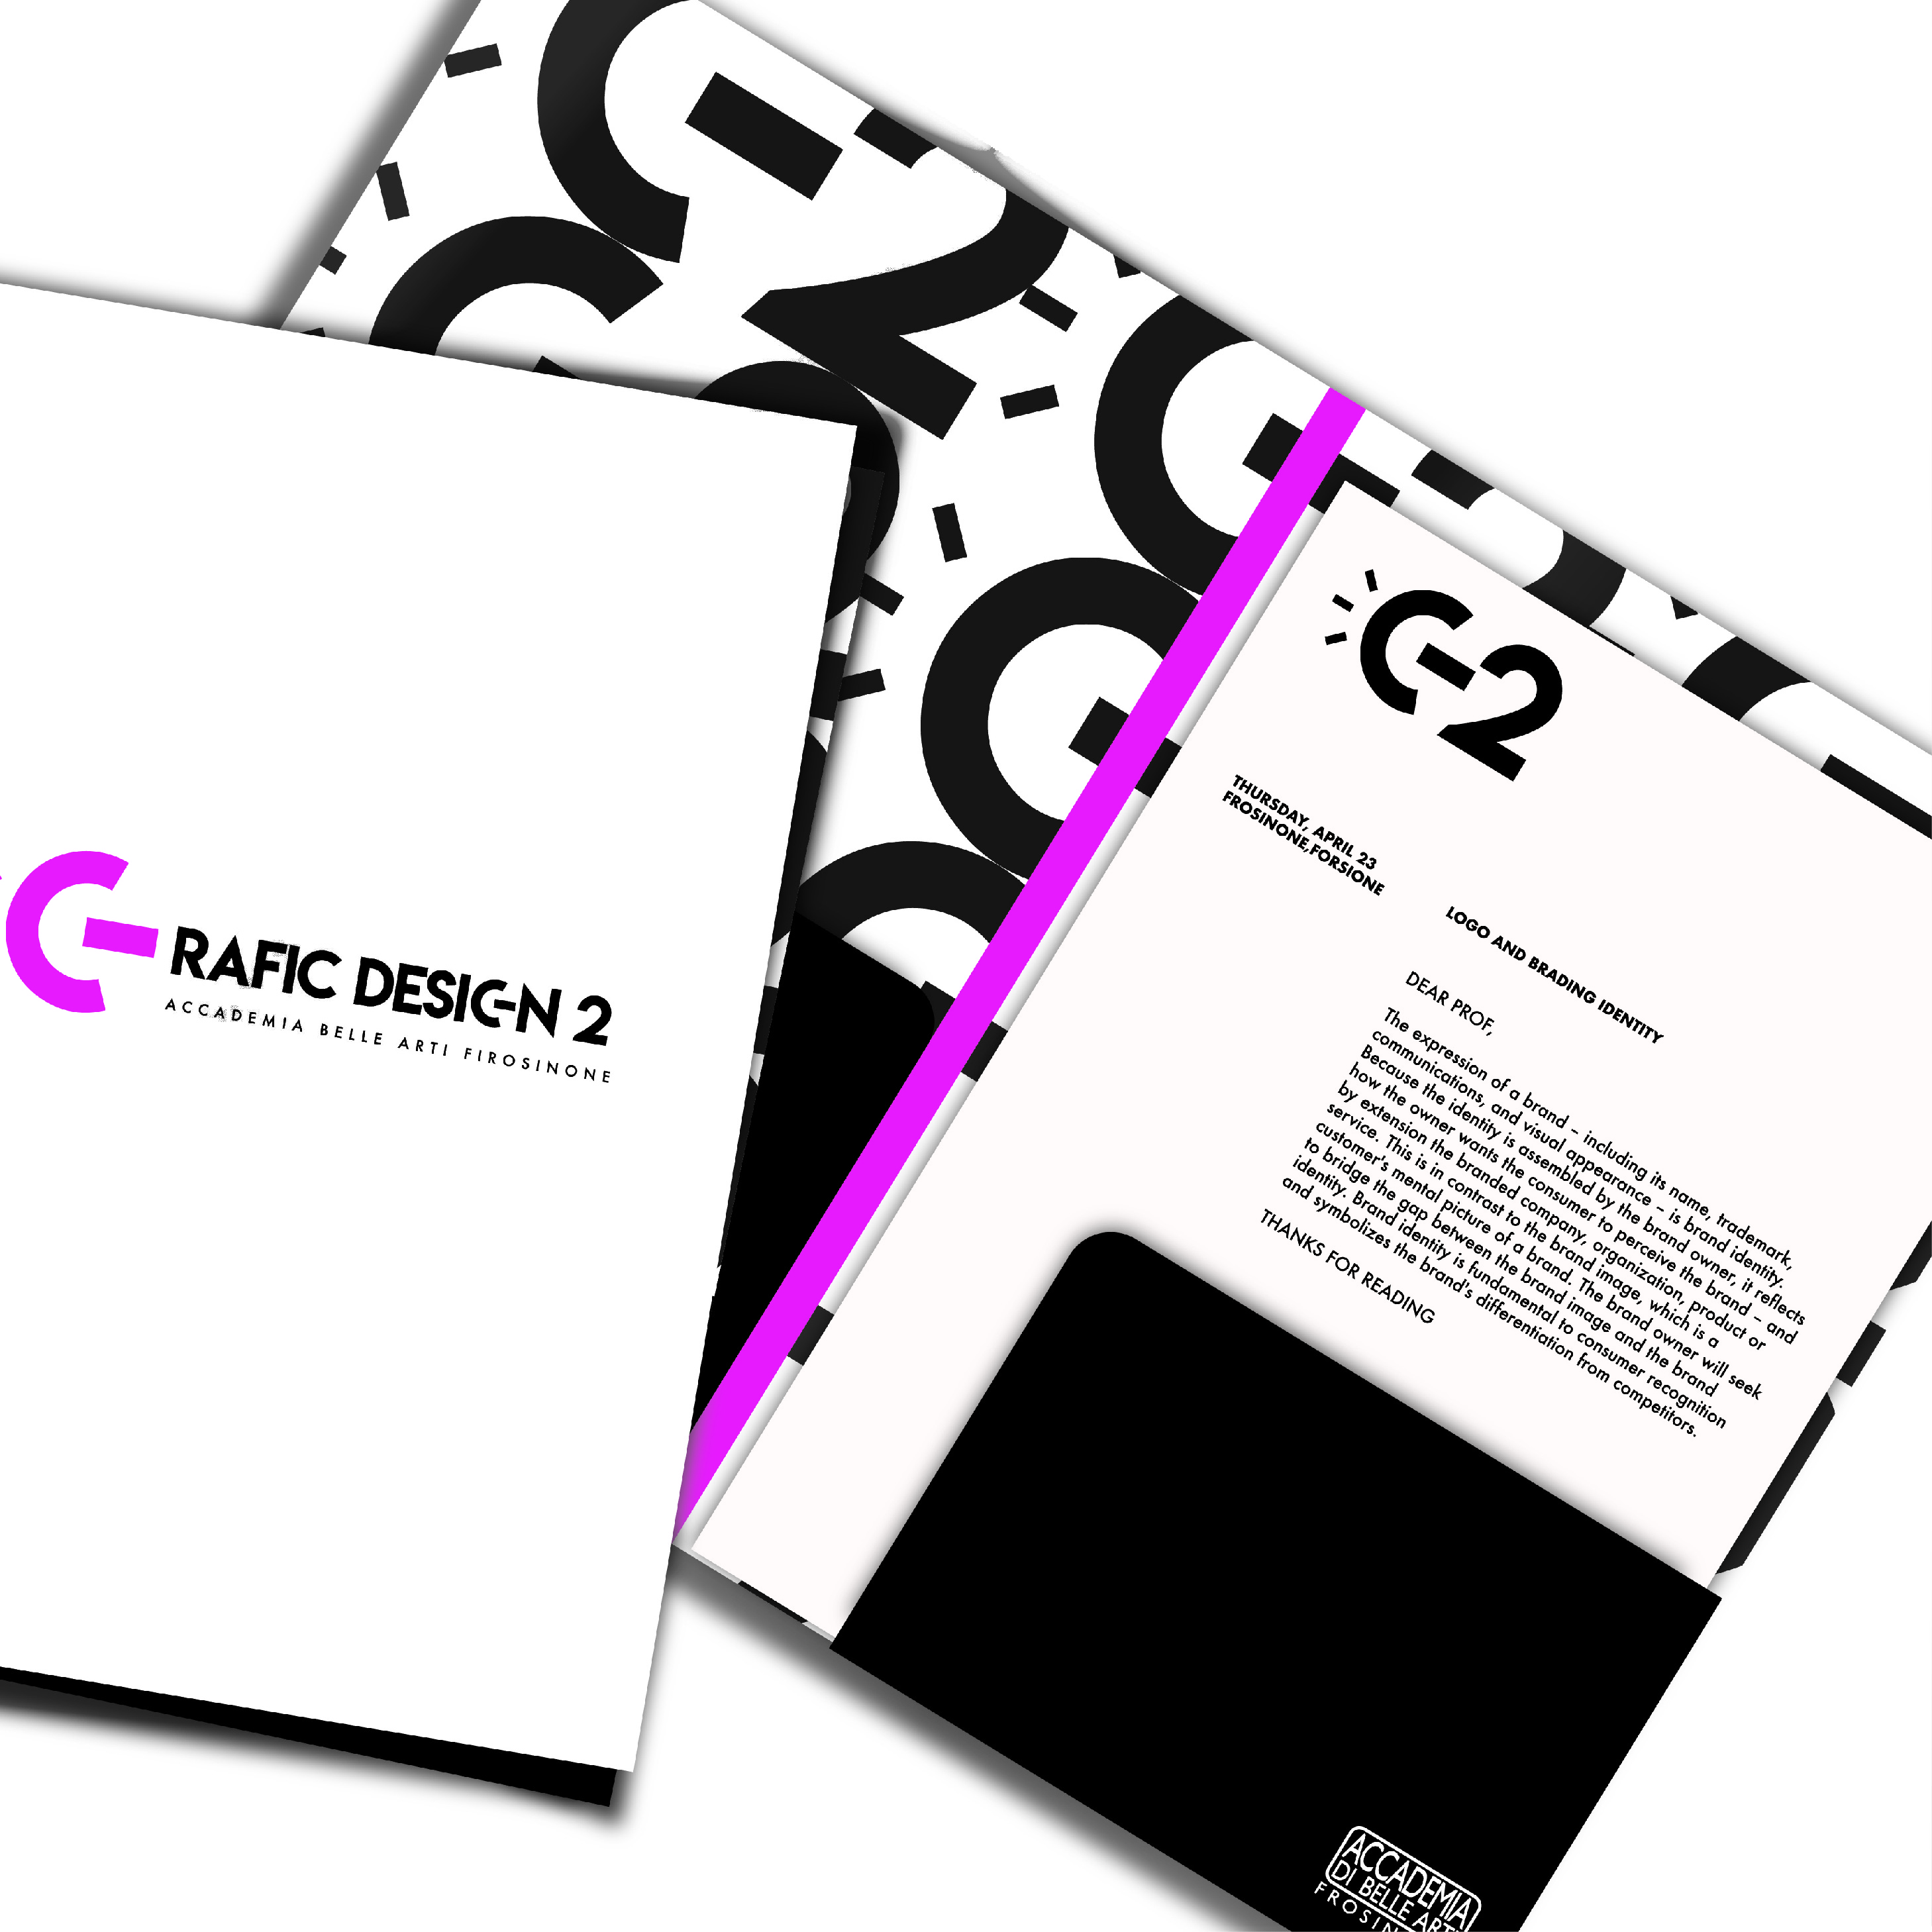 G-RAFIC DESIG-N 2
ACCADEMIA BELLE ARTI FIROSINONE
G-2
THURSDAY, APRIL 23
FROSINONE,FORSIONE
LOGO AND BRADING IDENTITY
DEAR PROF,
The expression of a brand – including its name, trademark,
communications, and visual appearance – is brand identity.
Because the identity is assembled by the brand owner, it reflects
how the owner wants the consumer to perceive the brand – and
by extension the branded company, organization, product or
service. This is in contrast to the brand image, which is a
customer's mental picture of a brand. The brand owner will seek
to bridge the gap between the brand image and the brand
identity. Brand identity is fundamental to consumer recognition
and symbolizes the brand's differentiation from competitors.
THANKS FOR READING
ACCADEMIA
DI BELLE ARTI